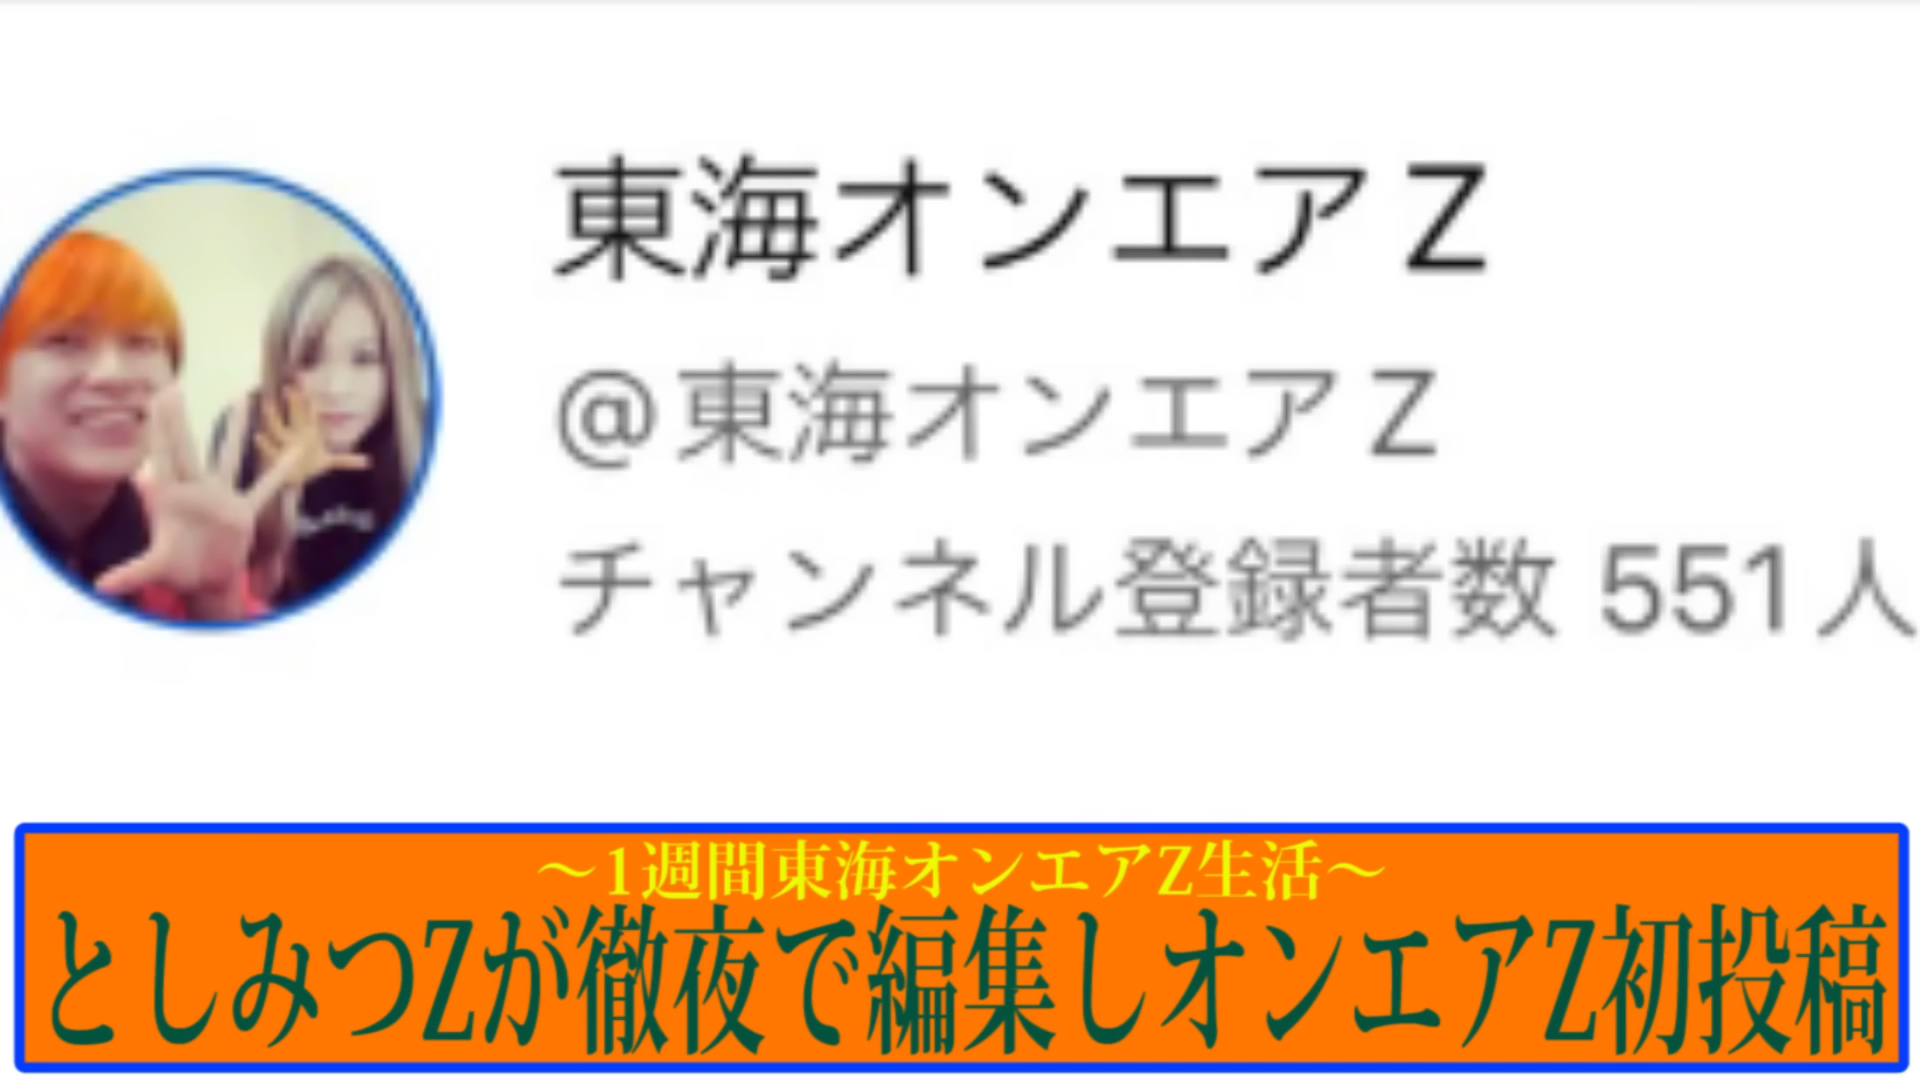 東海オンエアZ
@東海オンエアZ
チャンネル登録者数 551人
～1週間東海オンエアZ生活～
としみつZが徹夜で編集しオンエアZ初投稿